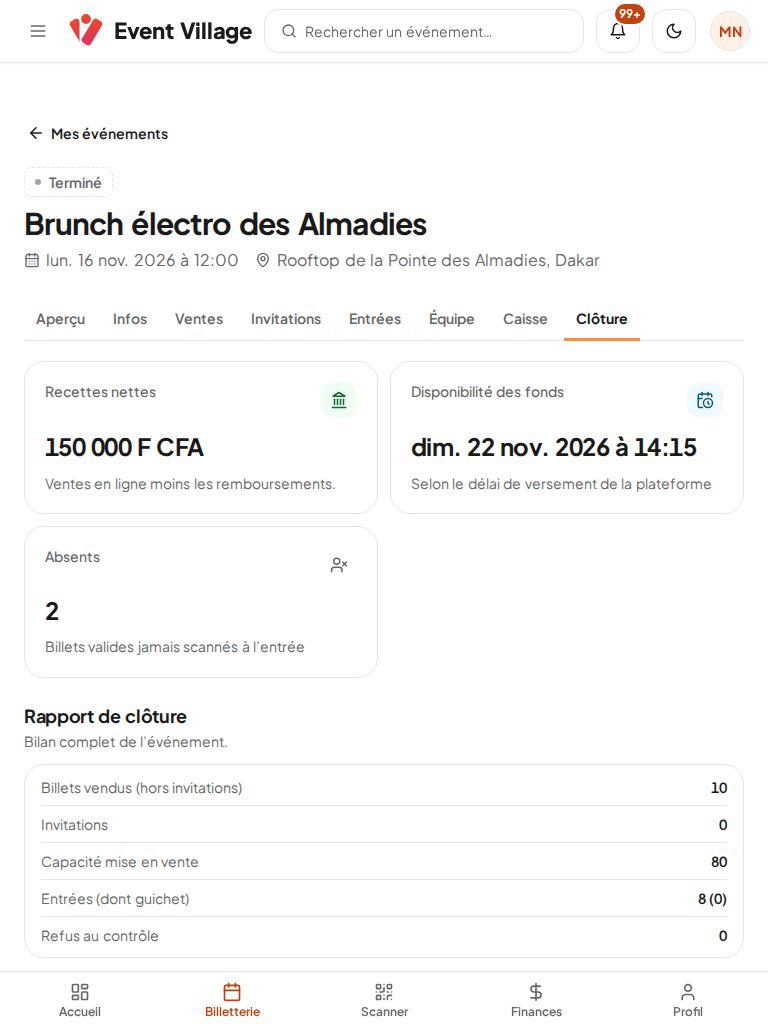 Event Village
Rechercher un événement…
99+
MN
Mes événements
Terminé
Brunch électro des Almadies
lun. 16 nov. 2026 à 12:00 Rooftop de la Pointe des Almadies, Dakar
Aperçu Infos Ventes Invitations Entrées Équipe Caisse Clôture
Recettes nettes
150 000 F CFA
Ventes en ligne moins les remboursements.
Disponibilité des fonds
dim. 22 nov. 2026 à 14:15
Selon le délai de versement de la plateforme
Absents
2
Billets valides jamais scannés à l'entrée
Rapport de clôture
Bilan complet de l'événement.
Billets vendus (hors invitations) 10
Invitations 0
Capacité mise en vente 80
Entrées (dont guichet) 8 (0)
Refus au contrôle 0
Accueil Billetterie Scanner Finances Profil